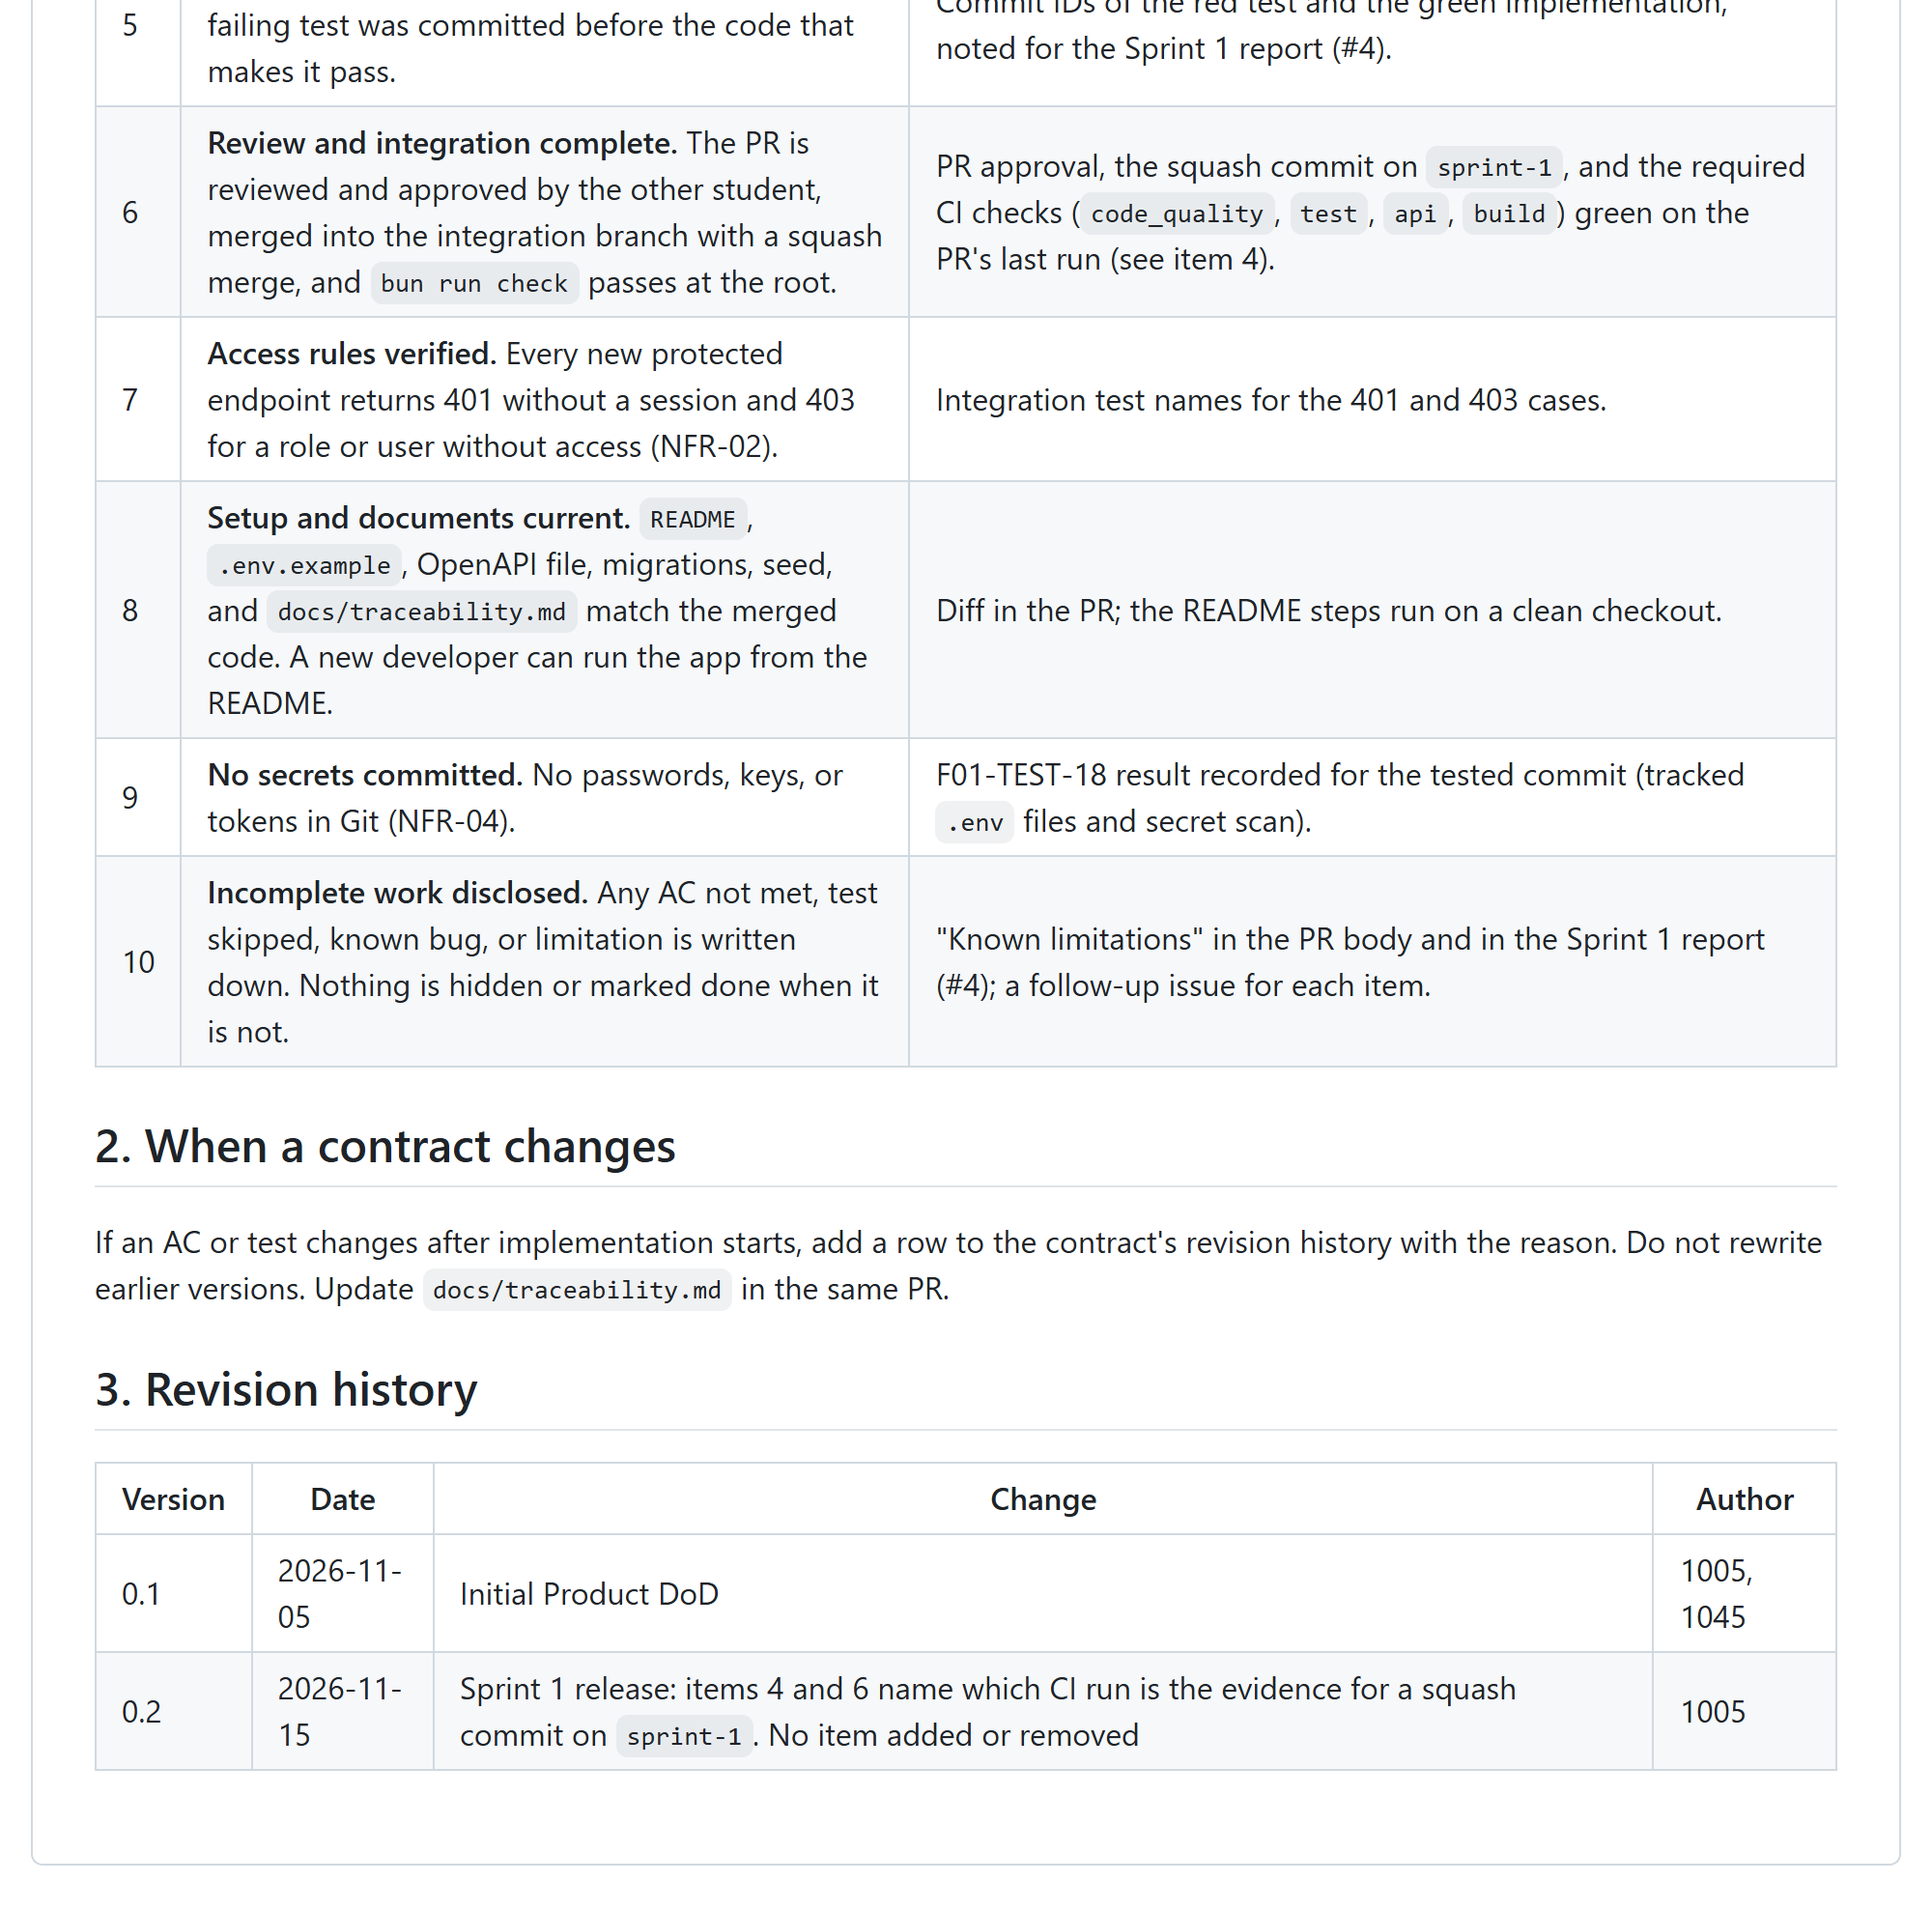 5
failing test was committed before the code that
makes it pass.
Commit IDs of the red test and the green implementation,
noted for the Sprint 1 report (#4).
6
Review and integration complete. The PR is
reviewed and approved by the other student,
merged into the integration branch with a squash
merge, and bun run check passes at the root.
PR approval, the squash commit on sprint-1, and the required
CI checks (code_quality, test, api, build) green on the
PR's last run (see item 4).
7
Access rules verified. Every new protected
endpoint returns 401 without a session and 403
for a role or user without access (NFR-02).
Integration test names for the 401 and 403 cases.
8
Setup and documents current. README,
.env.example, OpenAPI file, migrations, seed,
and docs/traceability.md match the merged
code. A new developer can run the app from the
README.
Diff in the PR; the README steps run on a clean checkout.
9
No secrets committed. No passwords, keys, or
tokens in Git (NFR-04).
F01-TEST-18 result recorded for the tested commit (tracked
.env files and secret scan).
10
Incomplete work disclosed. Any AC not met, test
skipped, known bug, or limitation is written
down. Nothing is hidden or marked done when it
is not.
"Known limitations" in the PR body and in the Sprint 1 report
(#4); a follow-up issue for each item.
2. When a contract changes
If an AC or test changes after implementation starts, add a row to the contract's revision history with the reason. Do not rewrite
earlier versions. Update docs/traceability.md in the same PR.
3. Revision history
Version Date Change Author
0.1
2026-11-
05
Initial Product DoD
1005,
1045
0.2
2026-11-
15
Sprint 1 release: items 4 and 6 name which CI run is the evidence for a squash
commit on sprint-1. No item added or removed
1005